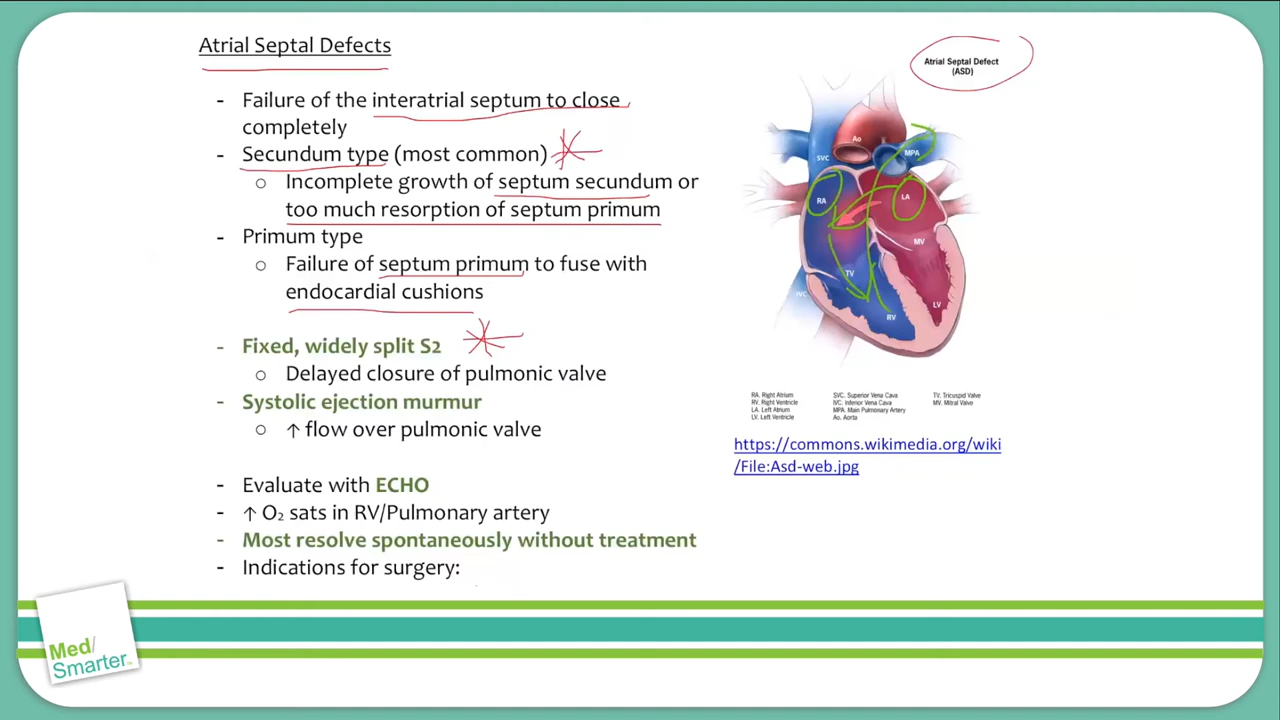 Atrial Septal Defects
- Failure of the interatrial septum to close
completely
- Secundum type (most common)
o Incomplete growth of septum secundum or
too much resorption of septum primum
- Primum type
o Failure of septum primum to fuse with
endocardial cushions
- Fixed, widely split S2
o Delayed closure of pulmonic valve
- Systolic ejection murmur
o ↑ flow over pulmonic valve
- Evaluate with ECHO
- ↑ O₂ sats in RV/Pulmonary artery
- Most resolve spontaneously without treatment
- Indications for surgery:
Atrial Septal Defect
(ASD)
Ao
SVC
MPA
RA
LA
MV
TV
IVC
LV
RV
RA. Right Atrium
RV. Right Ventricle
LA. Left Atrium
LV. Left Ventricle
SVC. Superior Vena Cava
IVC. Inferior Vena Cava
MPA. Main Pulmonary Artery
Ao. Aorta
TV. Tricuspid Valve
MV. Mitral Valve
https://commons.wikimedia.org/wiki
/File:Asd-web.jpg
Med/
Smarter™